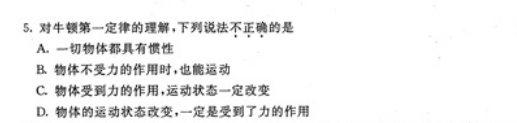 5. 对牛顿第一定律的理解,下列说法不正确的是
A. 一切物体都具有惯性
B. 物体不受力的作用时,也能运动
C. 物体受到力的作用,运动状态一定改变
D. 物体的运动状态改变,一定是受到了力的作用